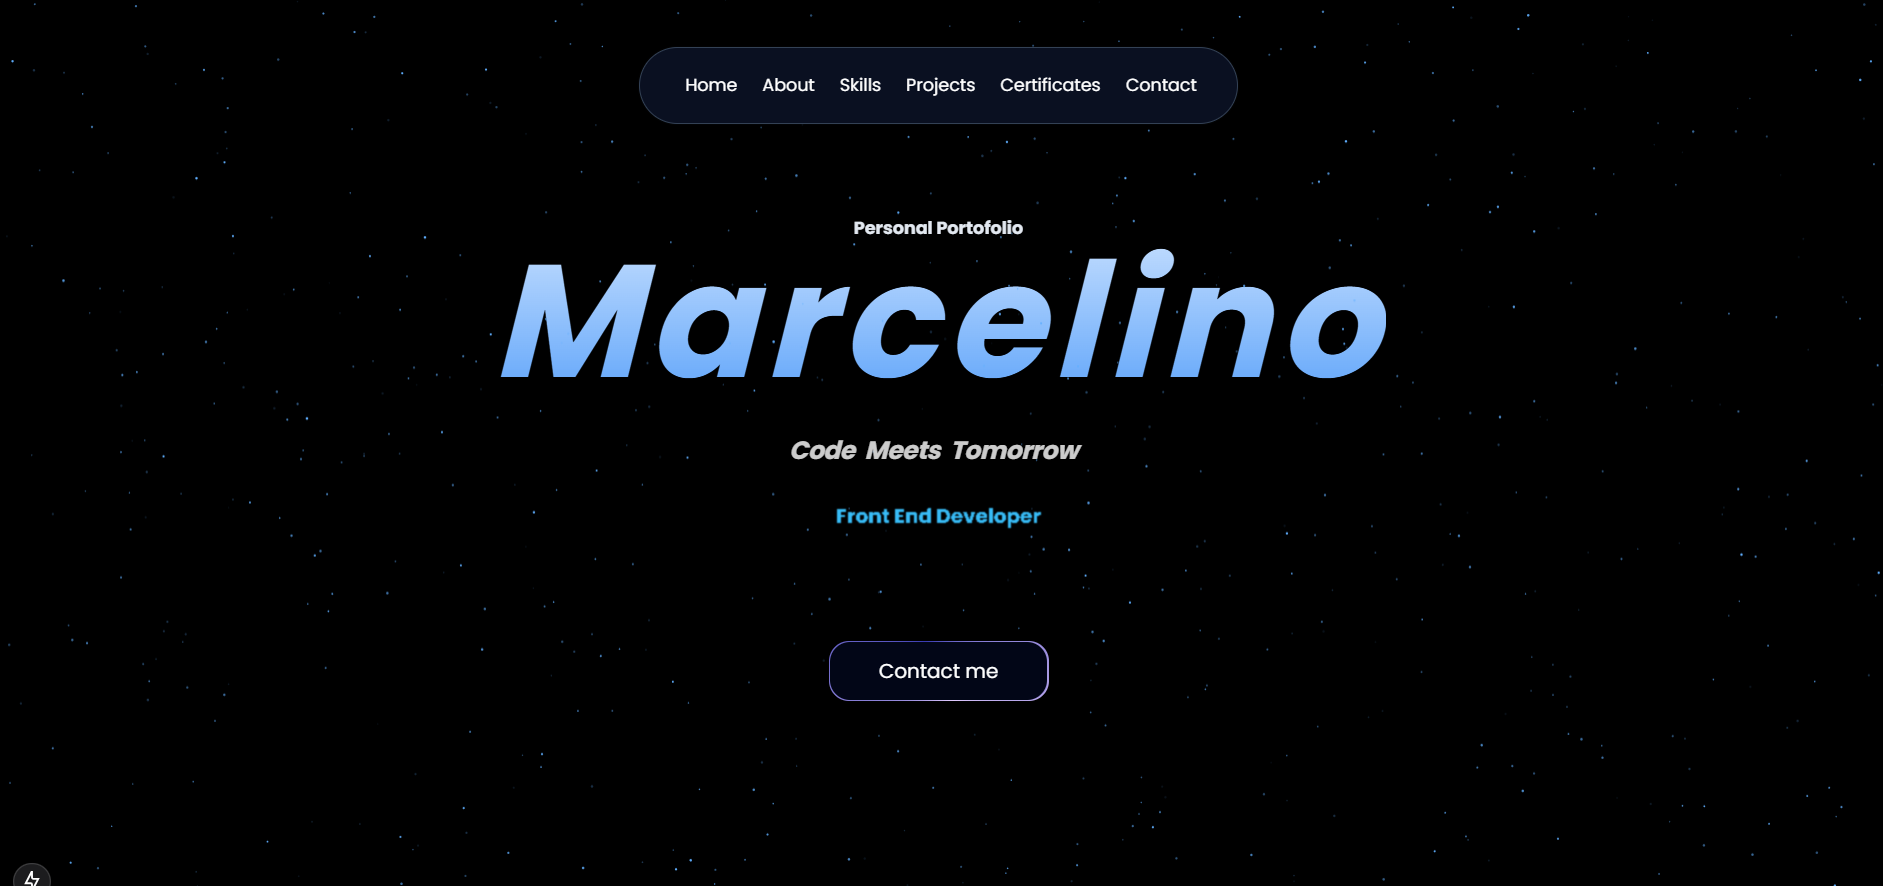 Home About Skills Projects Certificates Contact
Personal Portofolio
Marcelino
Code Meets Tomorrow
Front End Developer
Contact me